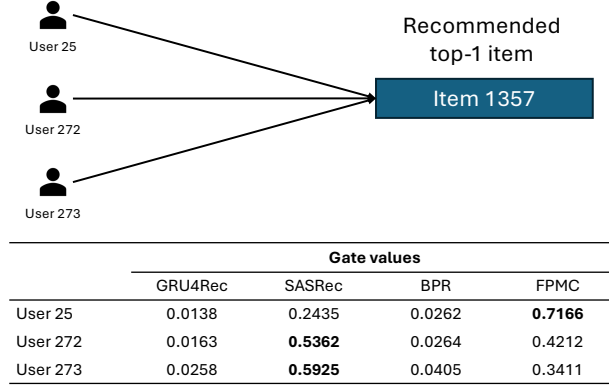 User 25
User 272
User 273
Recommended
top-1 item
Item 1357
Gate values
GRU4Rec SASRec BPR FPMC
User 25 0.0138 0.2435 0.0262 0.7166
User 272 0.0163 0.5362 0.0264 0.4212
User 273 0.0258 0.5925 0.0405 0.3411